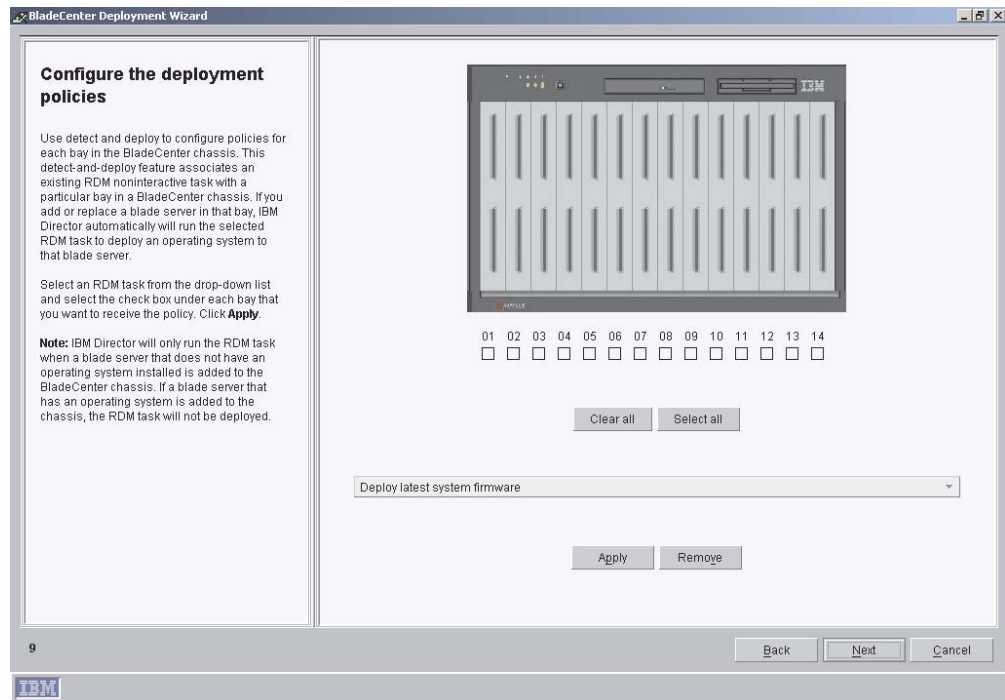 BladeCenter Deployment Wizard
Configure the deployment
policies
Use detect and deploy to configure policies for
each bay in the BladeCenter chassis. This
detect-and-deploy feature associates an
existing RDM noninteractive task with a
particular bay in a BladeCenter chassis. If you
add or replace a blade server in that bay, IBM
Director automatically will run the selected
RDM task to deploy an operating system to
that blade server.
Select an RDM task from the drop-down list
and select the check box under each bay that
you want to receive the policy. Click Apply.
Note: IBM Director will only run the RDM task
when a blade server that does not have an
operating system installed is added to the
BladeCenter chassis. If a blade server that
has an operating system is added to the
chassis, the RDM task will not be deployed.
IBM
01 02 03 04 05 06 07 08 09 10 11 12 13 14
Clear all Select all
Deploy latest system firmware
Apply Remove
9
Back Next Cancel
IBM